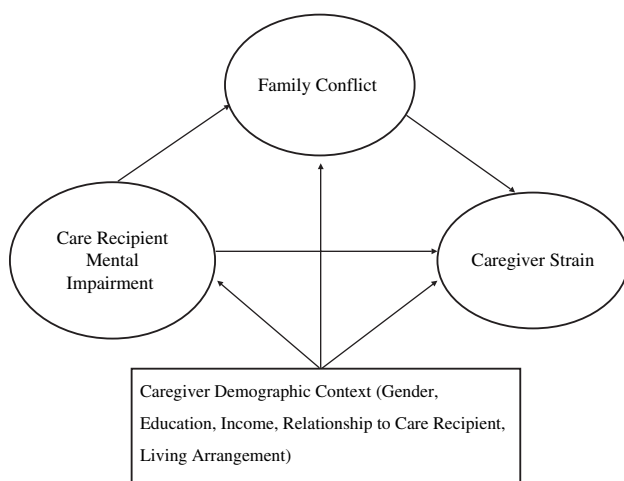 Family Conflict
Care Recipient
Mental
Impairment
Caregiver Strain
Caregiver Demographic Context (Gender,
Education, Income, Relationship to Care Recipient,
Living Arrangement)